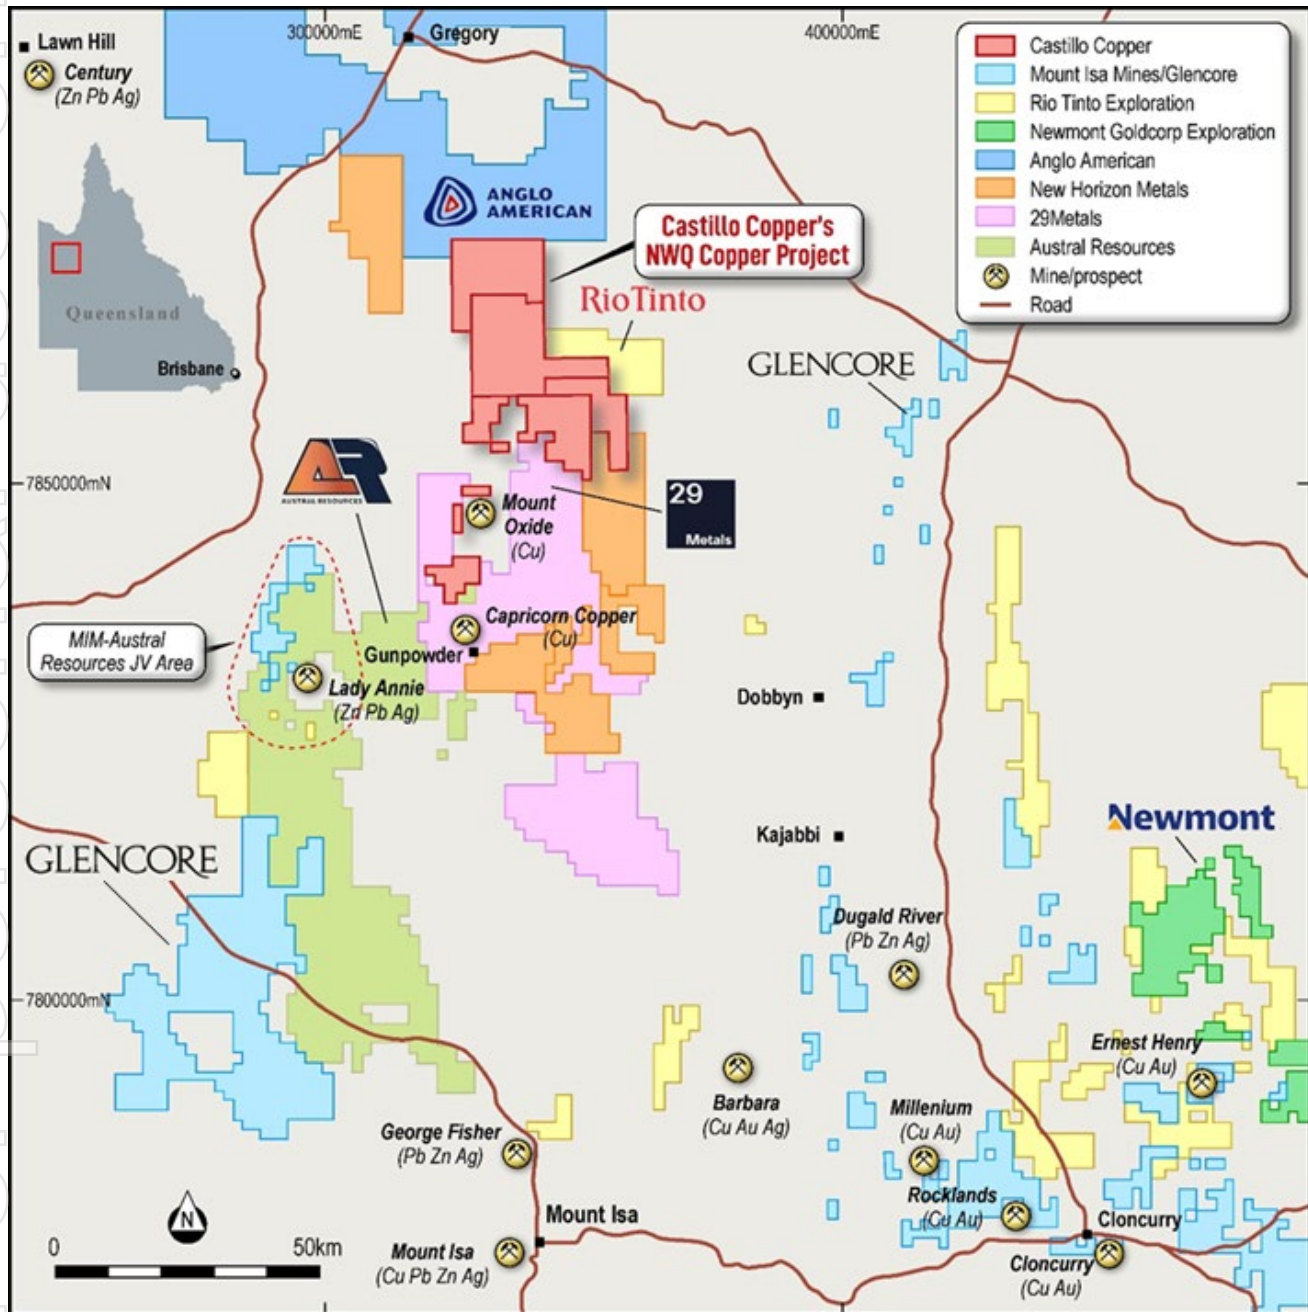 300000mE
400000mE
Lawn Hill
Century
(Zn Pb Ag)
Gregory
Castillo Copper
Mount Isa Mines/Glencore
Rio Tinto Exploration
Newmont Goldcorp Exploration
Anglo American
New Horizon Metals
29Metals
Austral Resources
Mine/prospect
Road
ANGLO
AMERICAN
Castillo Copper's
NWQ Copper Project
RioTinto
Queensland
Brisbane
GLENCORE
AR
AUSTRAL RESOURCES
7850000mN
29
Metals
Mount
Oxide
(Cu)
Capricorn Copper
(Cu)
MIM-Austral
Resources JV Area
Gunpowder
Lady Annie
(Zn Pb Ag)
Dobbyn
Kajabbi
Newmont
GLENCORE
Dugald River
(Pb Zn Ag)
7800000mN
Ernest Henry
(Cu Au)
Barbara
(Cu Au Ag)
Millenium
(Cu Au)
George Fisher
(Pb Zn Ag)
Rocklands
(Cu Au)
N
Mount Isa
Cloncurry
0
50km
Mount Isa
(Cu Pb Zn Ag)
Cloncurry
(Cu Au)